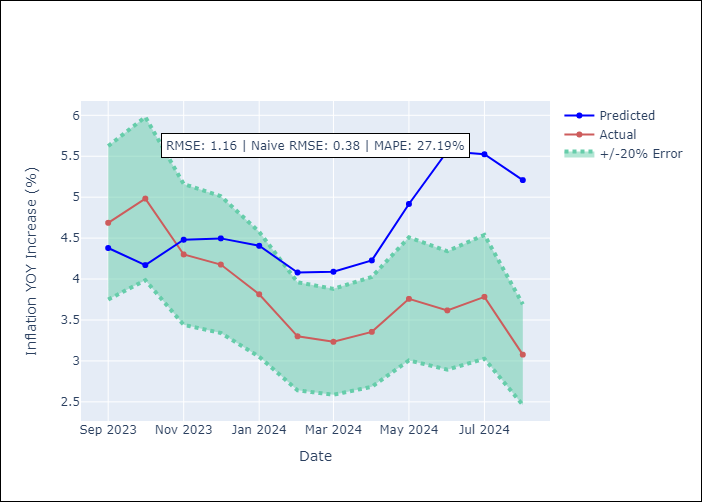 RMSE: 1.16 | Naive RMSE: 0.38 | MAPE: 27.19%
Predicted
Actual
+/-20% Error
Inflation YOY Increase (%)
6
5.5
5
4.5
4
3.5
3
2.5
Sep 2023 Nov 2023 Jan 2024 Mar 2024 May 2024 Jul 2024
Date